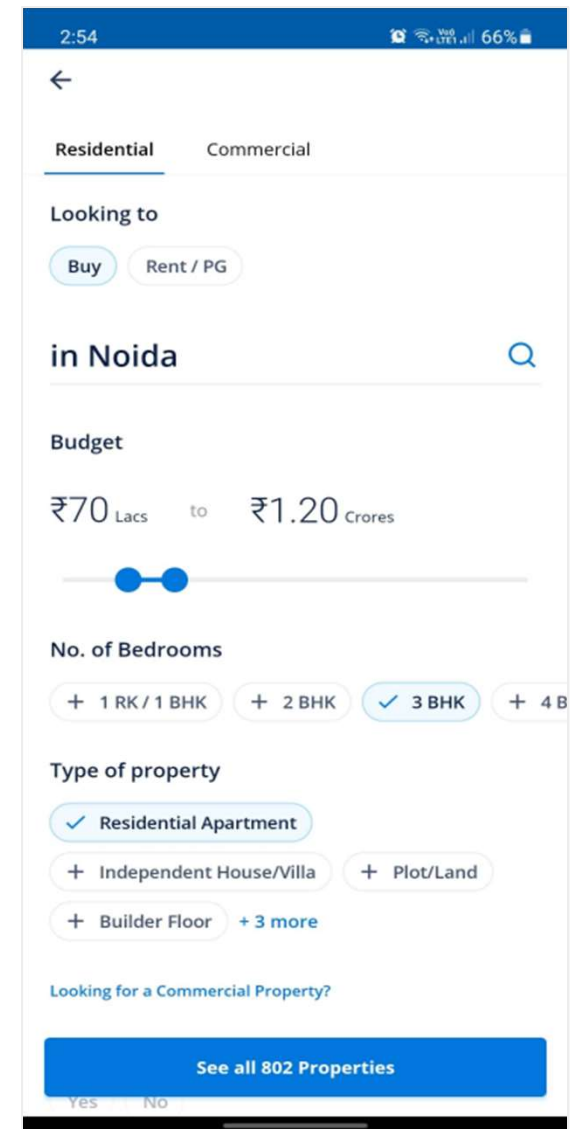 2:54 Vo) LTE1 66%
Residential Commercial
Looking to
Buy Rent / PG
in Noida
Budget
₹70 Lacs to ₹1.20 Crores
No. of Bedrooms
+ 1 RK / 1 BHK + 2 BHK ✓ 3 BHK + 4 B
Type of property
✓ Residential Apartment
+ Independent House/Villa + Plot/Land
+ Builder Floor + 3 more
Looking for a Commercial Property?
See all 802 Properties
Yes No